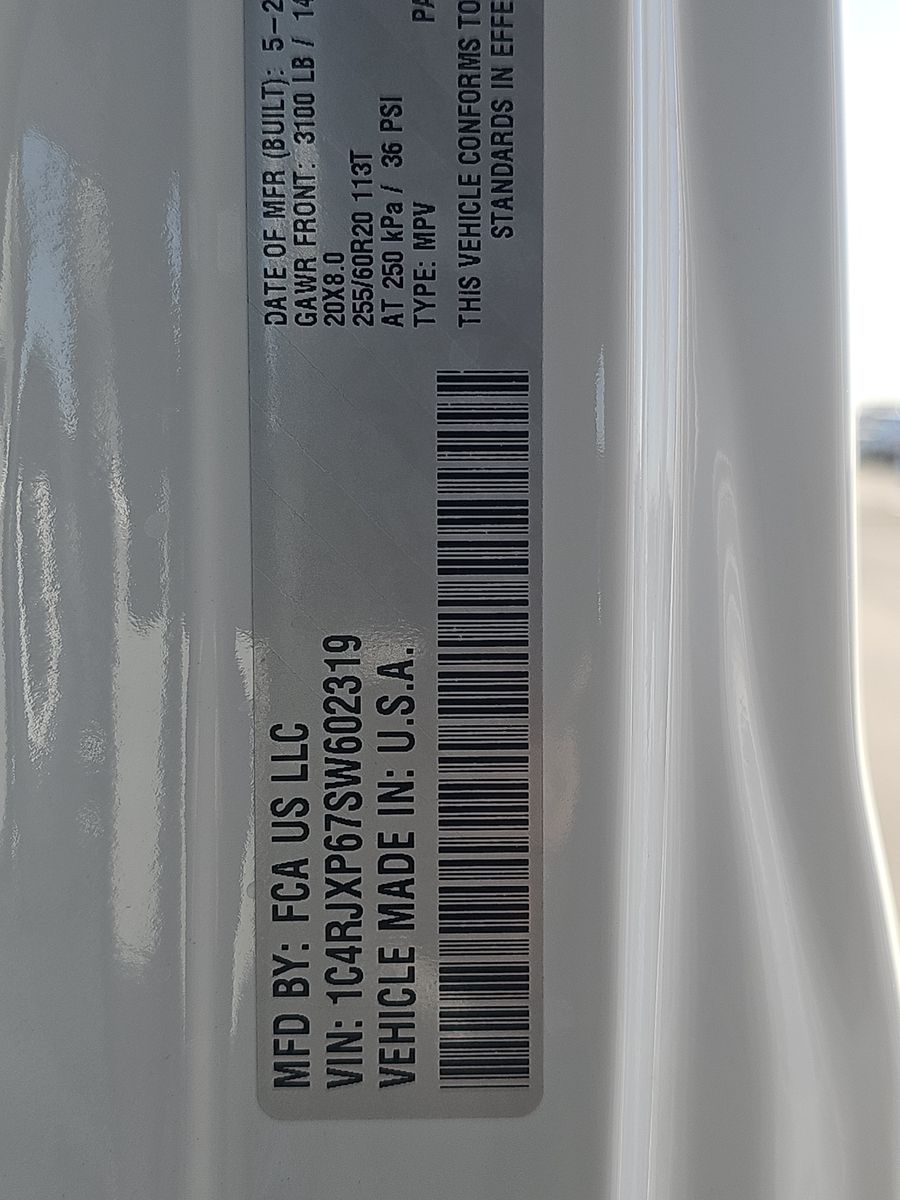 MFD BY: FCA US LLC
VIN: 1C4RJXP67SW602319
VEHICLE MADE IN: U.S.A.
DATE OF MFR (BUILT): 5-2
GAWR FRONT: 3100 LB / 14
20X8.0
255/60R20 113T
AT 250 kPa / 36 PSI
TYPE: MPV
THIS VEHICLE CONFORMS TO
STANDARDS IN